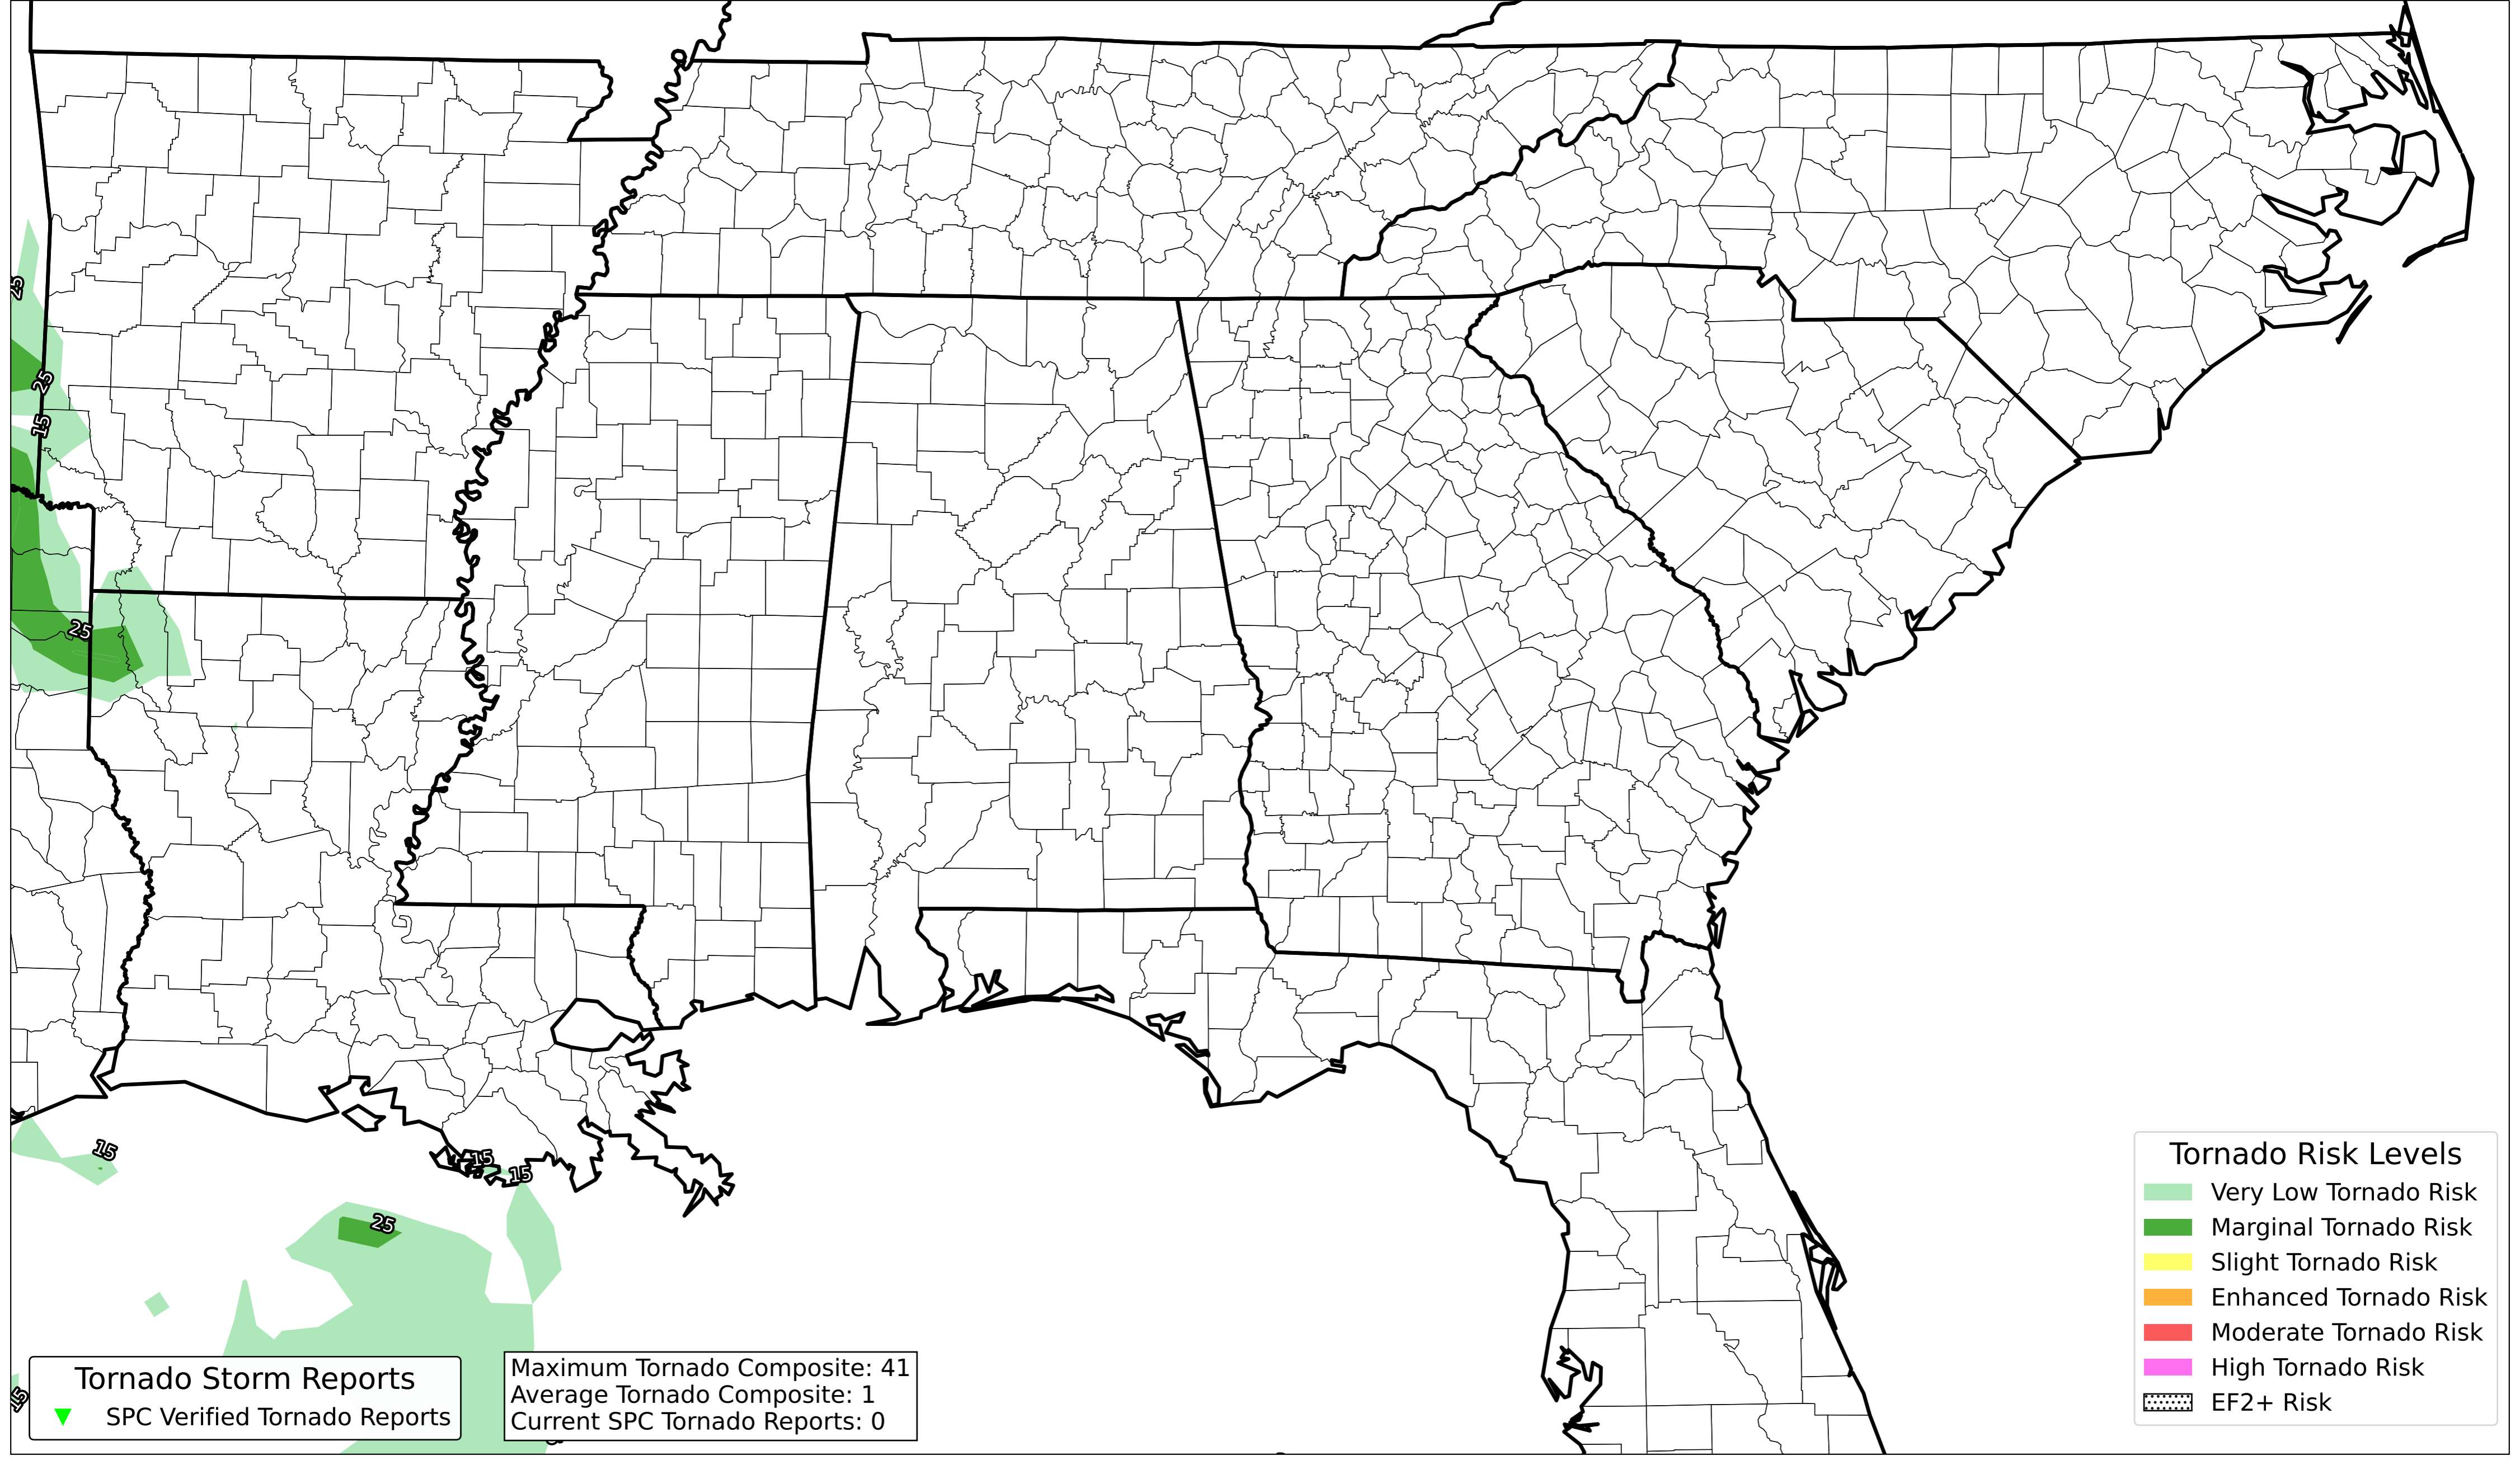 25
25
15
25
15
15
15
25
15
Tornado Risk Levels
Very Low Tornado Risk
Marginal Tornado Risk
Slight Tornado Risk
Enhanced Tornado Risk
Moderate Tornado Risk
High Tornado Risk
EF2+ Risk
Tornado Storm Reports
SPC Verified Tornado Reports
Maximum Tornado Composite: 41
Average Tornado Composite: 1
Current SPC Tornado Reports: 0